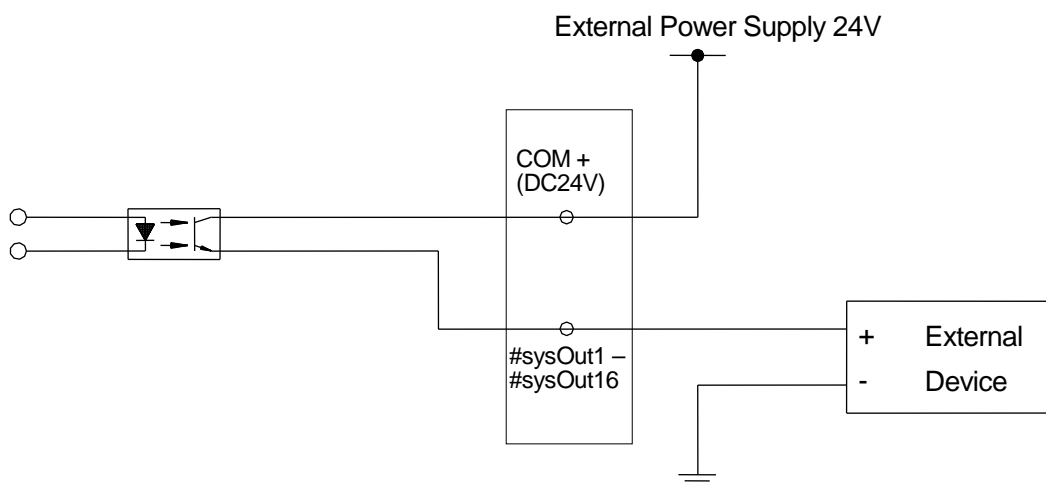 External Power Supply 24V
COM +
(DC24V)
#sysOut1 –
#sysOut16
+ External
- Device